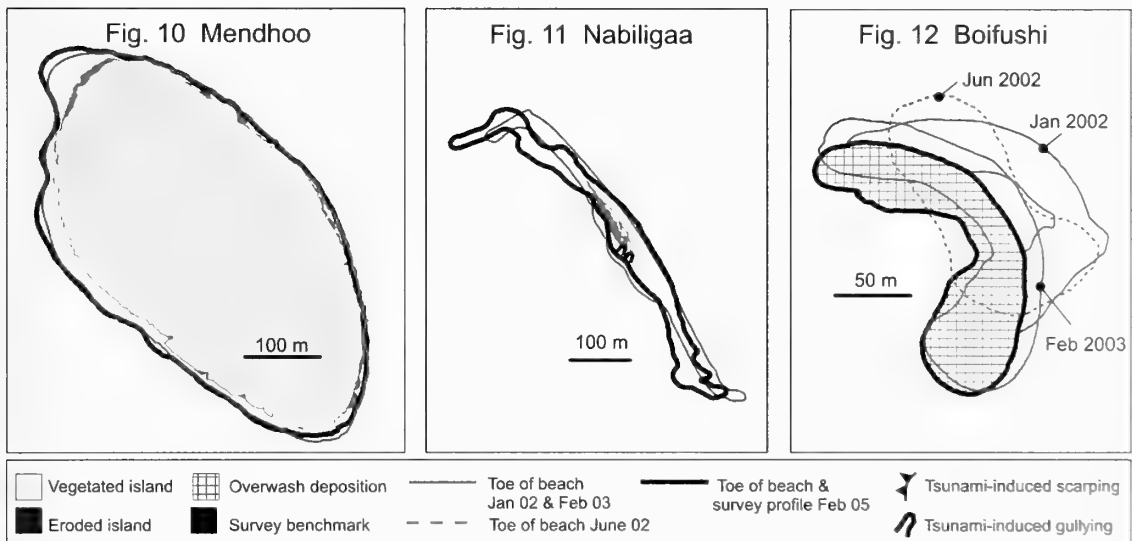 Fig. 10 Mendhoo
100 m
Fig. 11 Nabiligaa
100 m
Fig. 12 Boifushi
Jun 2002
Jan 2002
50 m
Feb 2003
Vegetated island
Eroded island
Overwash deposition
Survey benchmark
Toe of beach
Jan 02 & Feb 03
Toe of beach June 02
Toe of beach &
survey profile Feb 05
Tsunami-induced scarping
Tsunami-induced gullying